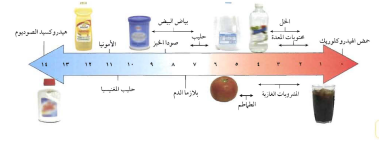 الخل
بياض البيض
محتويات المعدة
حمض الهيدروكلوريك
حليب
صودا الخبز
الأمونيا
هيدروكسيد الصوديوم
١٤ ١٣ ١٢ ١١ ١٠ ٩ ٨ ٧ ٦ ٥ ٤ ٣ ٢ ١ ٠
المشروبات الغازية
الطماطم
بلازما الدم
حليب المغنيسيا